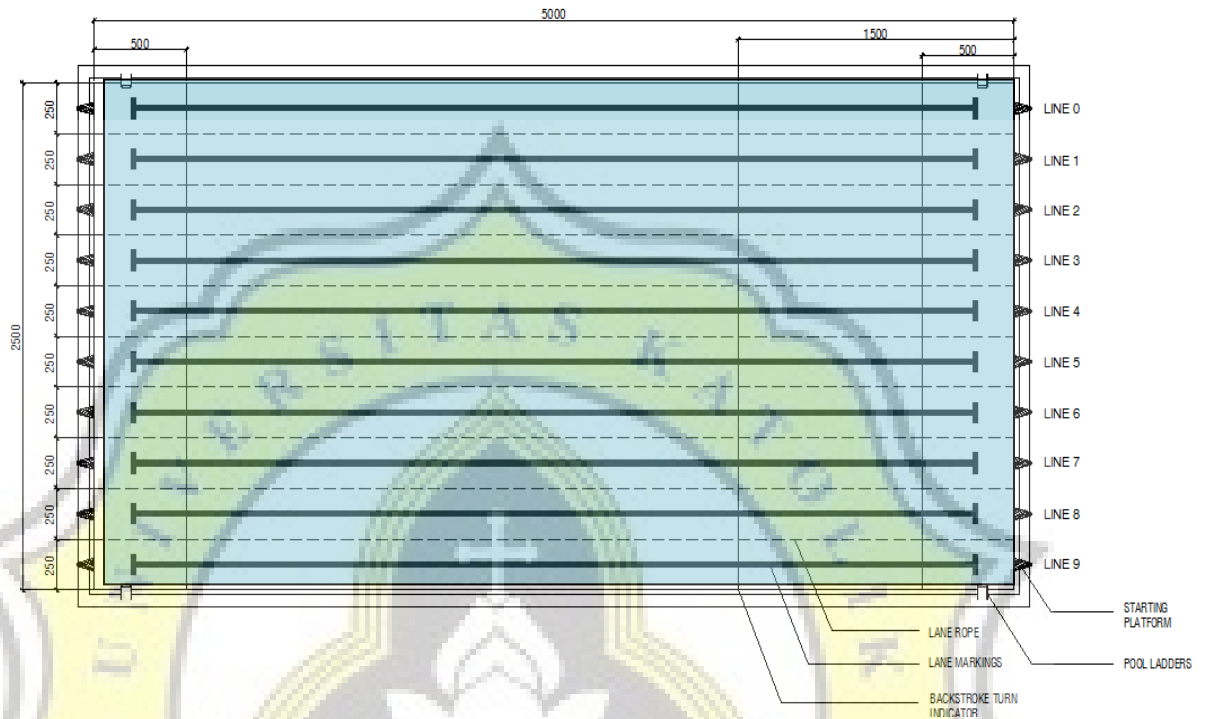 5000
500
1500
500
2500
250
250
250
250
250
250
250
250
250
250
LINE 0
LINE 1
LINE 2
LINE 3
LINE 4
LINE 5
LINE 6
LINE 7
LINE 8
LINE 9
UNIVERSITAS KATOLIK
LANE ROPE
LANE MARKINGS
BACKSTROKE TURN
INDICATOR
STARTING
PLATFORM
POOL LADDERS